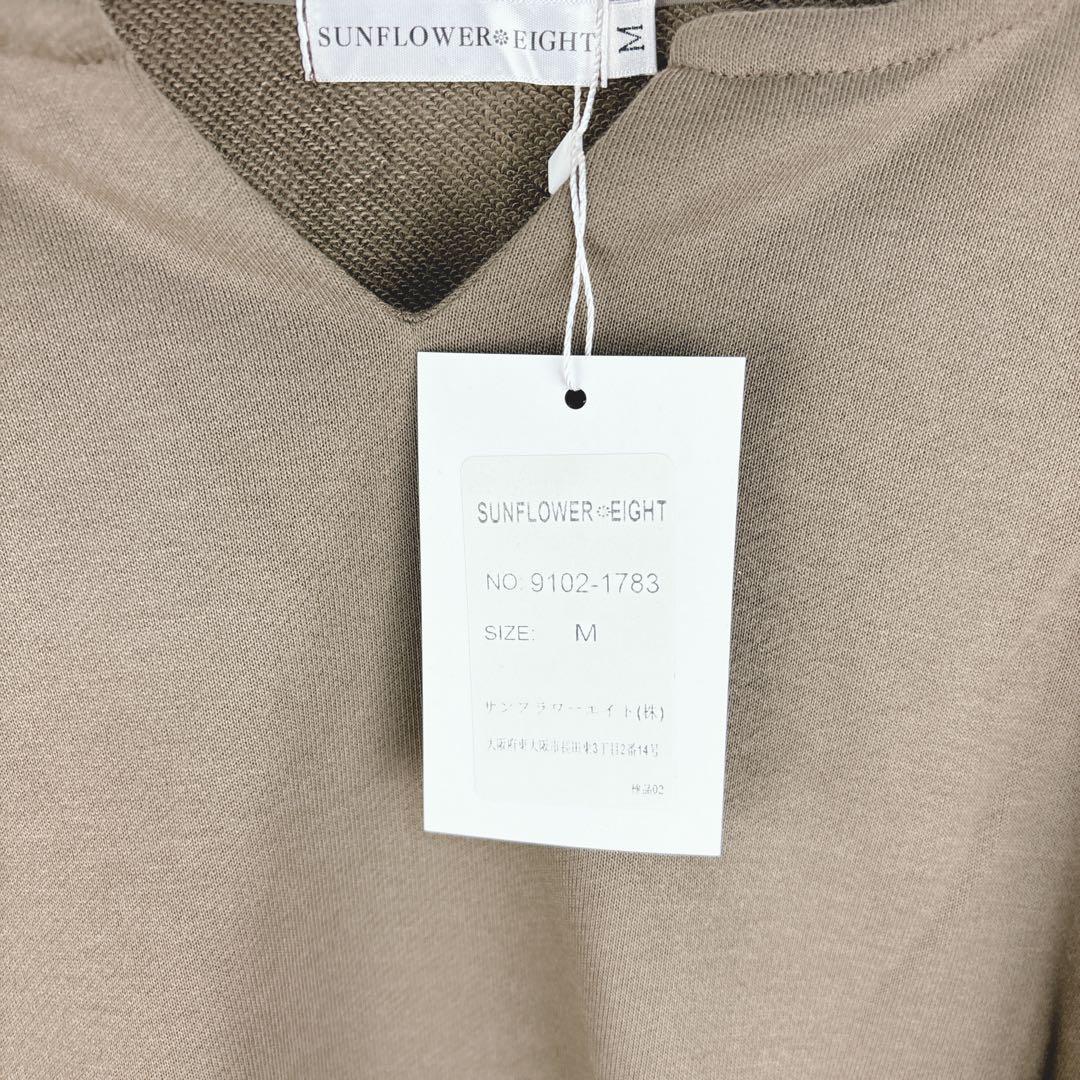 SUNFLOWER❊EIGHT
M
SUNFLOWER❊EIGHT
NO: 9102-1783
SIZE: M
サンフラワーエイト(株)
大阪府東大阪市長田東3丁目2番14号
検品02